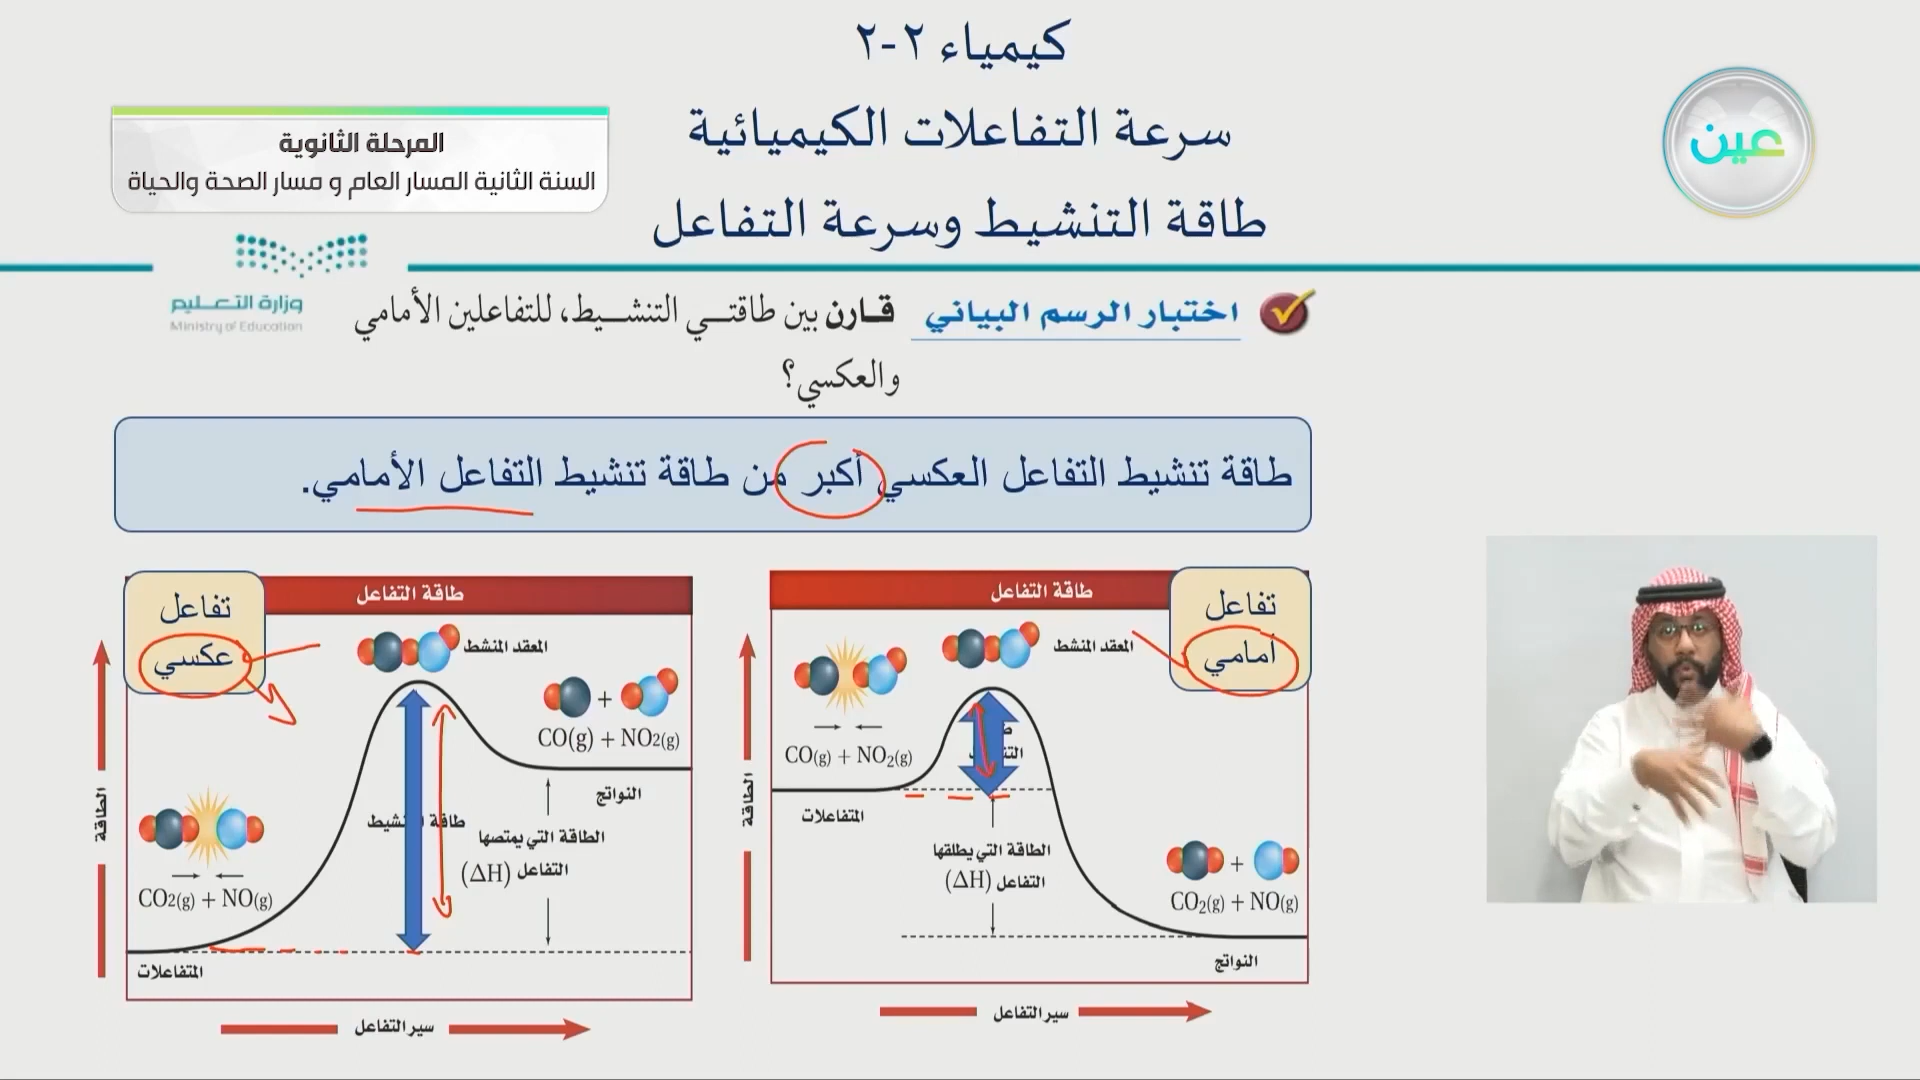 كيمياء ٢-٢
سرعة التفاعلات الكيميائية
طاقة التنشيط وسرعة التفاعل
عين
المرحلة الثانوية
السنة الثانية المسار العام و مسار الصحة والحياة
وزارة التعليم
Ministry of Education
اختبار الرسم البياني قارن بين طاقتي التنشيط، للتفاعلين الأمامي
والعكسي؟
طاقة تنشيط التفاعل العكسي أكبر من طاقة تنشيط التفاعل الأمامي.
طاقة التفاعل
تفاعل
أمامي
المعقد المنشط
CO(g) + NO2(g)
المتفاعلات
الطاقة
الطاقة التي يطلقها
التفاعل (ΔH)
CO2(g) + NO(g)
النواتج
سير التفاعل
طاقة التفاعل
تفاعل
عكسي
المعقد المنشط
CO(g) + NO2(g)
النواتج
طاقة التنشيط
الطاقة التي يمتصها
التفاعل (ΔH)
الطاقة
CO2(g) + NO(g)
المتفاعلات
سير التفاعل